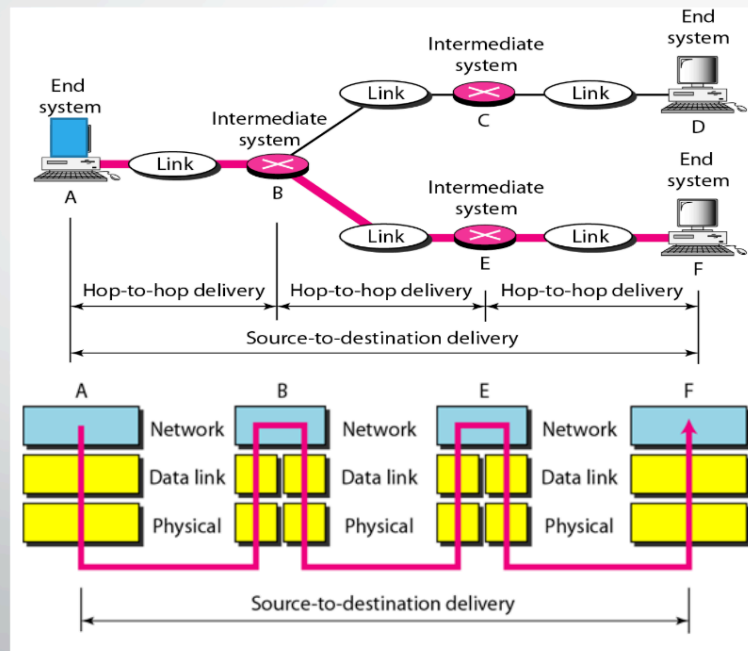 End
system
A
Link
Intermediate
system
B
Link
Intermediate
system
C
Link
End
system
D
Link
Intermediate
system
E
Link
End
system
F
Hop-to-hop delivery
Hop-to-hop delivery
Hop-to-hop delivery
Source-to-destination delivery
A
B
E
F
Network
Network
Network
Data link
Data link
Data link
Physical
Physical
Physical
Source-to-destination delivery